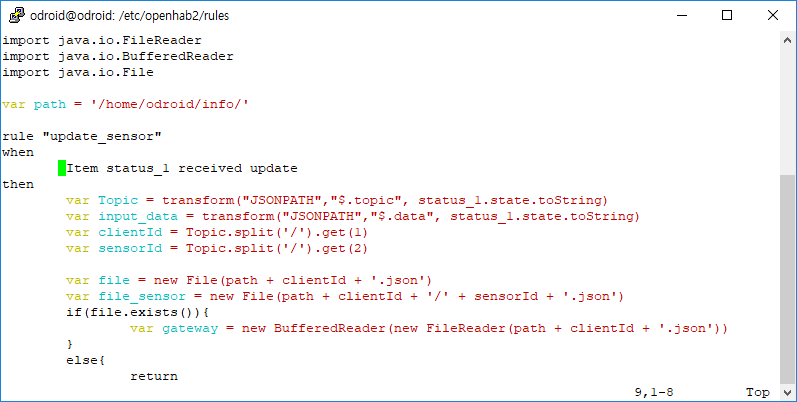 odroid@odroid: /etc/openhab2/rules
import java.io.FileReader
import java.io.BufferedReader
import java.io.File

var path = '/home/odroid/info/'

rule "update_sensor"
when
        Item status_1 received update
then
        var Topic = transform("JSONPATH","$.topic", status_1.state.toString)
        var input_data = transform("JSONPATH","$.data", status_1.state.toString)
        var clientId = Topic.split('/').get(1)
        var sensorId = Topic.split('/').get(2)

        var file = new File(path + clientId + '.json')
        var file_sensor = new File(path + clientId + '/' + sensorId + '.json')
        if(file.exists()){
                var gateway = new BufferedReader(new FileReader(path + clientId + '.json'))
        }
        else{
                return
9,1-8 Top